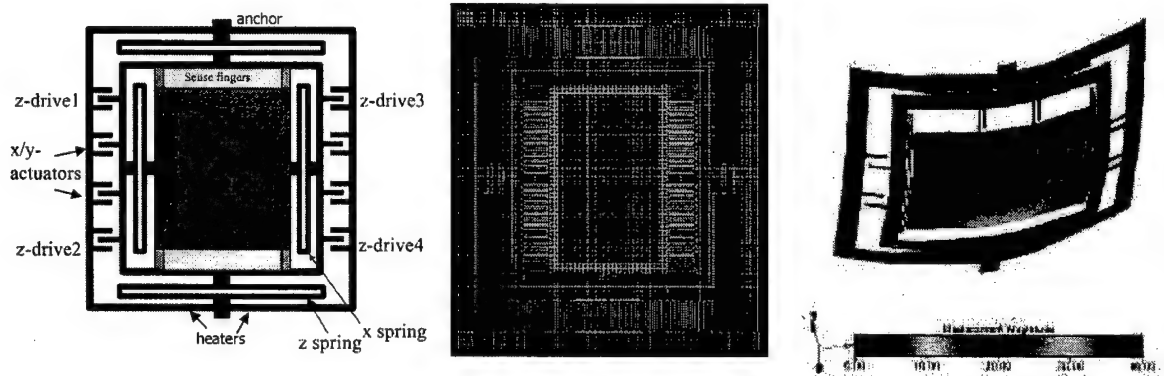 anchor
Sense fingers
z-drive1
z-drive3
x/y-
actuators
z-drive2
z-drive4
x spring
z spring
heaters
Displacement Magnitude